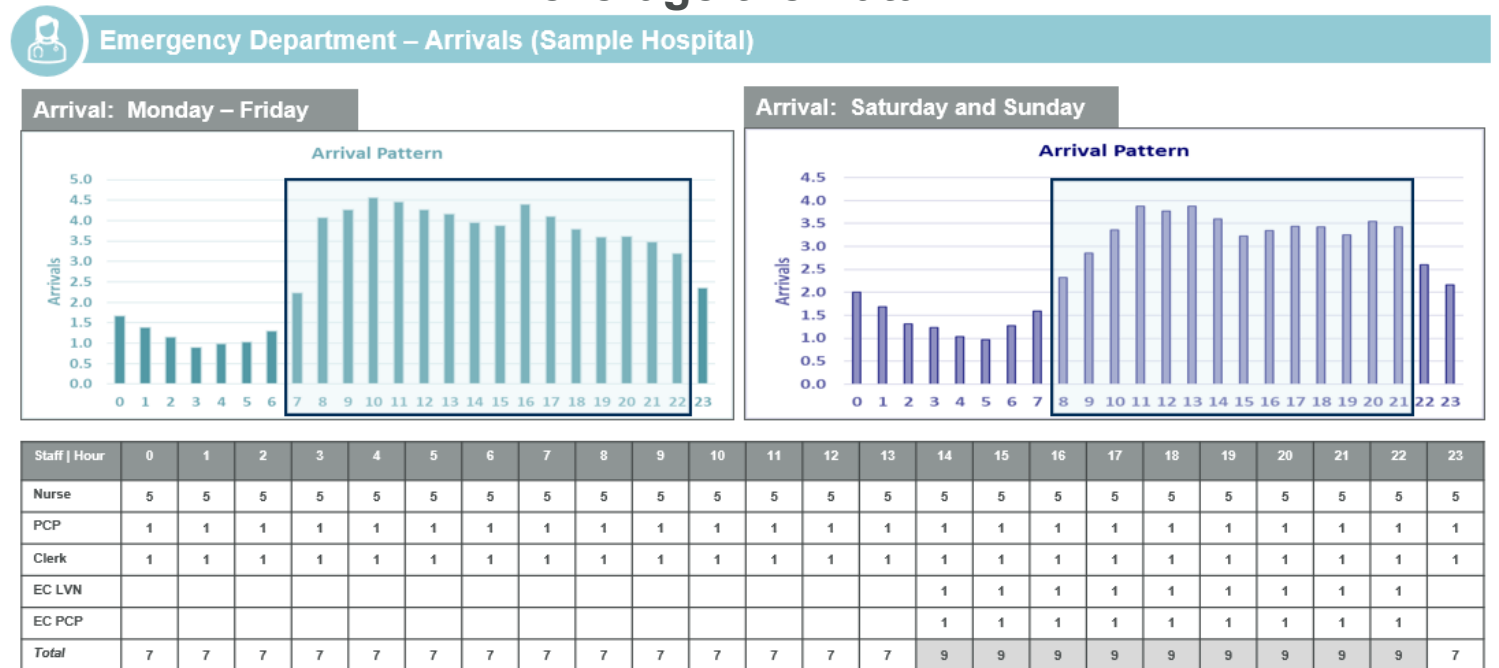 Emergency Department – Arrivals (Sample Hospital)
Arrival: Monday – Friday
Arrival Pattern
5.0
4.5
4.0
3.5
3.0
2.5
2.0
1.5
1.0
0.5
0.0
Arrivals
0 1 2 3 4 5 6 7 8 9 10 11 12 13 14 15 16 17 18 19 20 21 22 23
Arrival: Saturday and Sunday
Arrival Pattern
4.5
4.0
3.5
3.0
2.5
2.0
1.5
1.0
0.5
0.0
Arrivals
0 1 2 3 4 5 6 7 8 9 10 11 12 13 14 15 16 17 18 19 20 21 22 23
Staff | Hour 0 1 2 3 4 5 6 7 8 9 10 11 12 13 14 15 16 17 18 19 20 21 22 23
Nurse 5 5 5 5 5 5 5 5 5 5 5 5 5 5 5 5 5 5 5 5 5 5 5 5
PCP 1 1 1 1 1 1 1 1 1 1 1 1 1 1 1 1 1 1 1 1 1 1 1 1
Clerk 1 1 1 1 1 1 1 1 1 1 1 1 1 1 1 1 1 1 1 1 1 1 1 1
EC LVN 1 1 1 1 1 1 1 1 1
EC PCP 1 1 1 1 1 1 1 1 1
Total 7 7 7 7 7 7 7 7 7 7 7 7 7 7 9 9 9 9 9 9 9 9 9 7